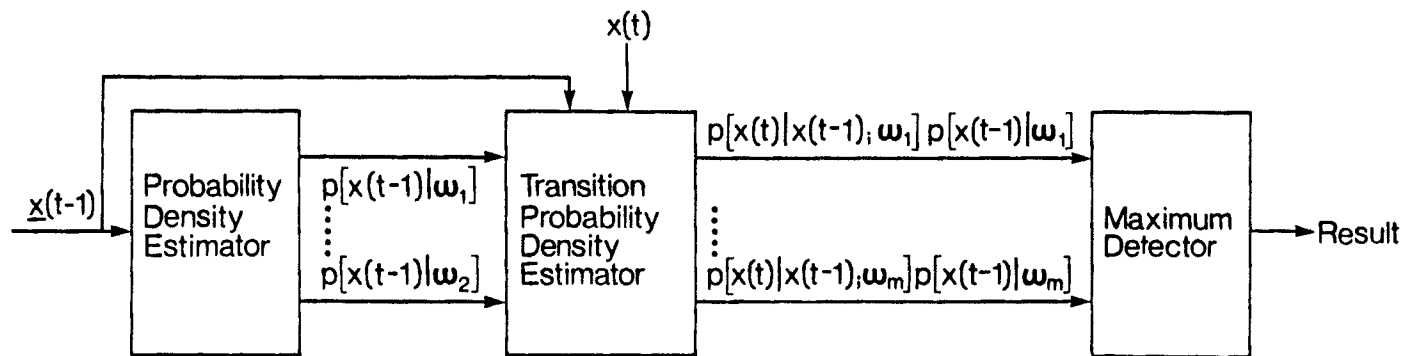 x(t)
x(t-1)
Probability
Density
Estimator
p[x(t-1)|ω₁]
p[x(t-1)|ω₂]
Transition
Probability
Density
Estimator
p[x(t)|x(t-1);ω₁]p[x(t-1)|ω₁]
p[x(t)|x(t-1);ωₘ]p[x(t-1)|ωₘ]
Maximum
Detector
Result